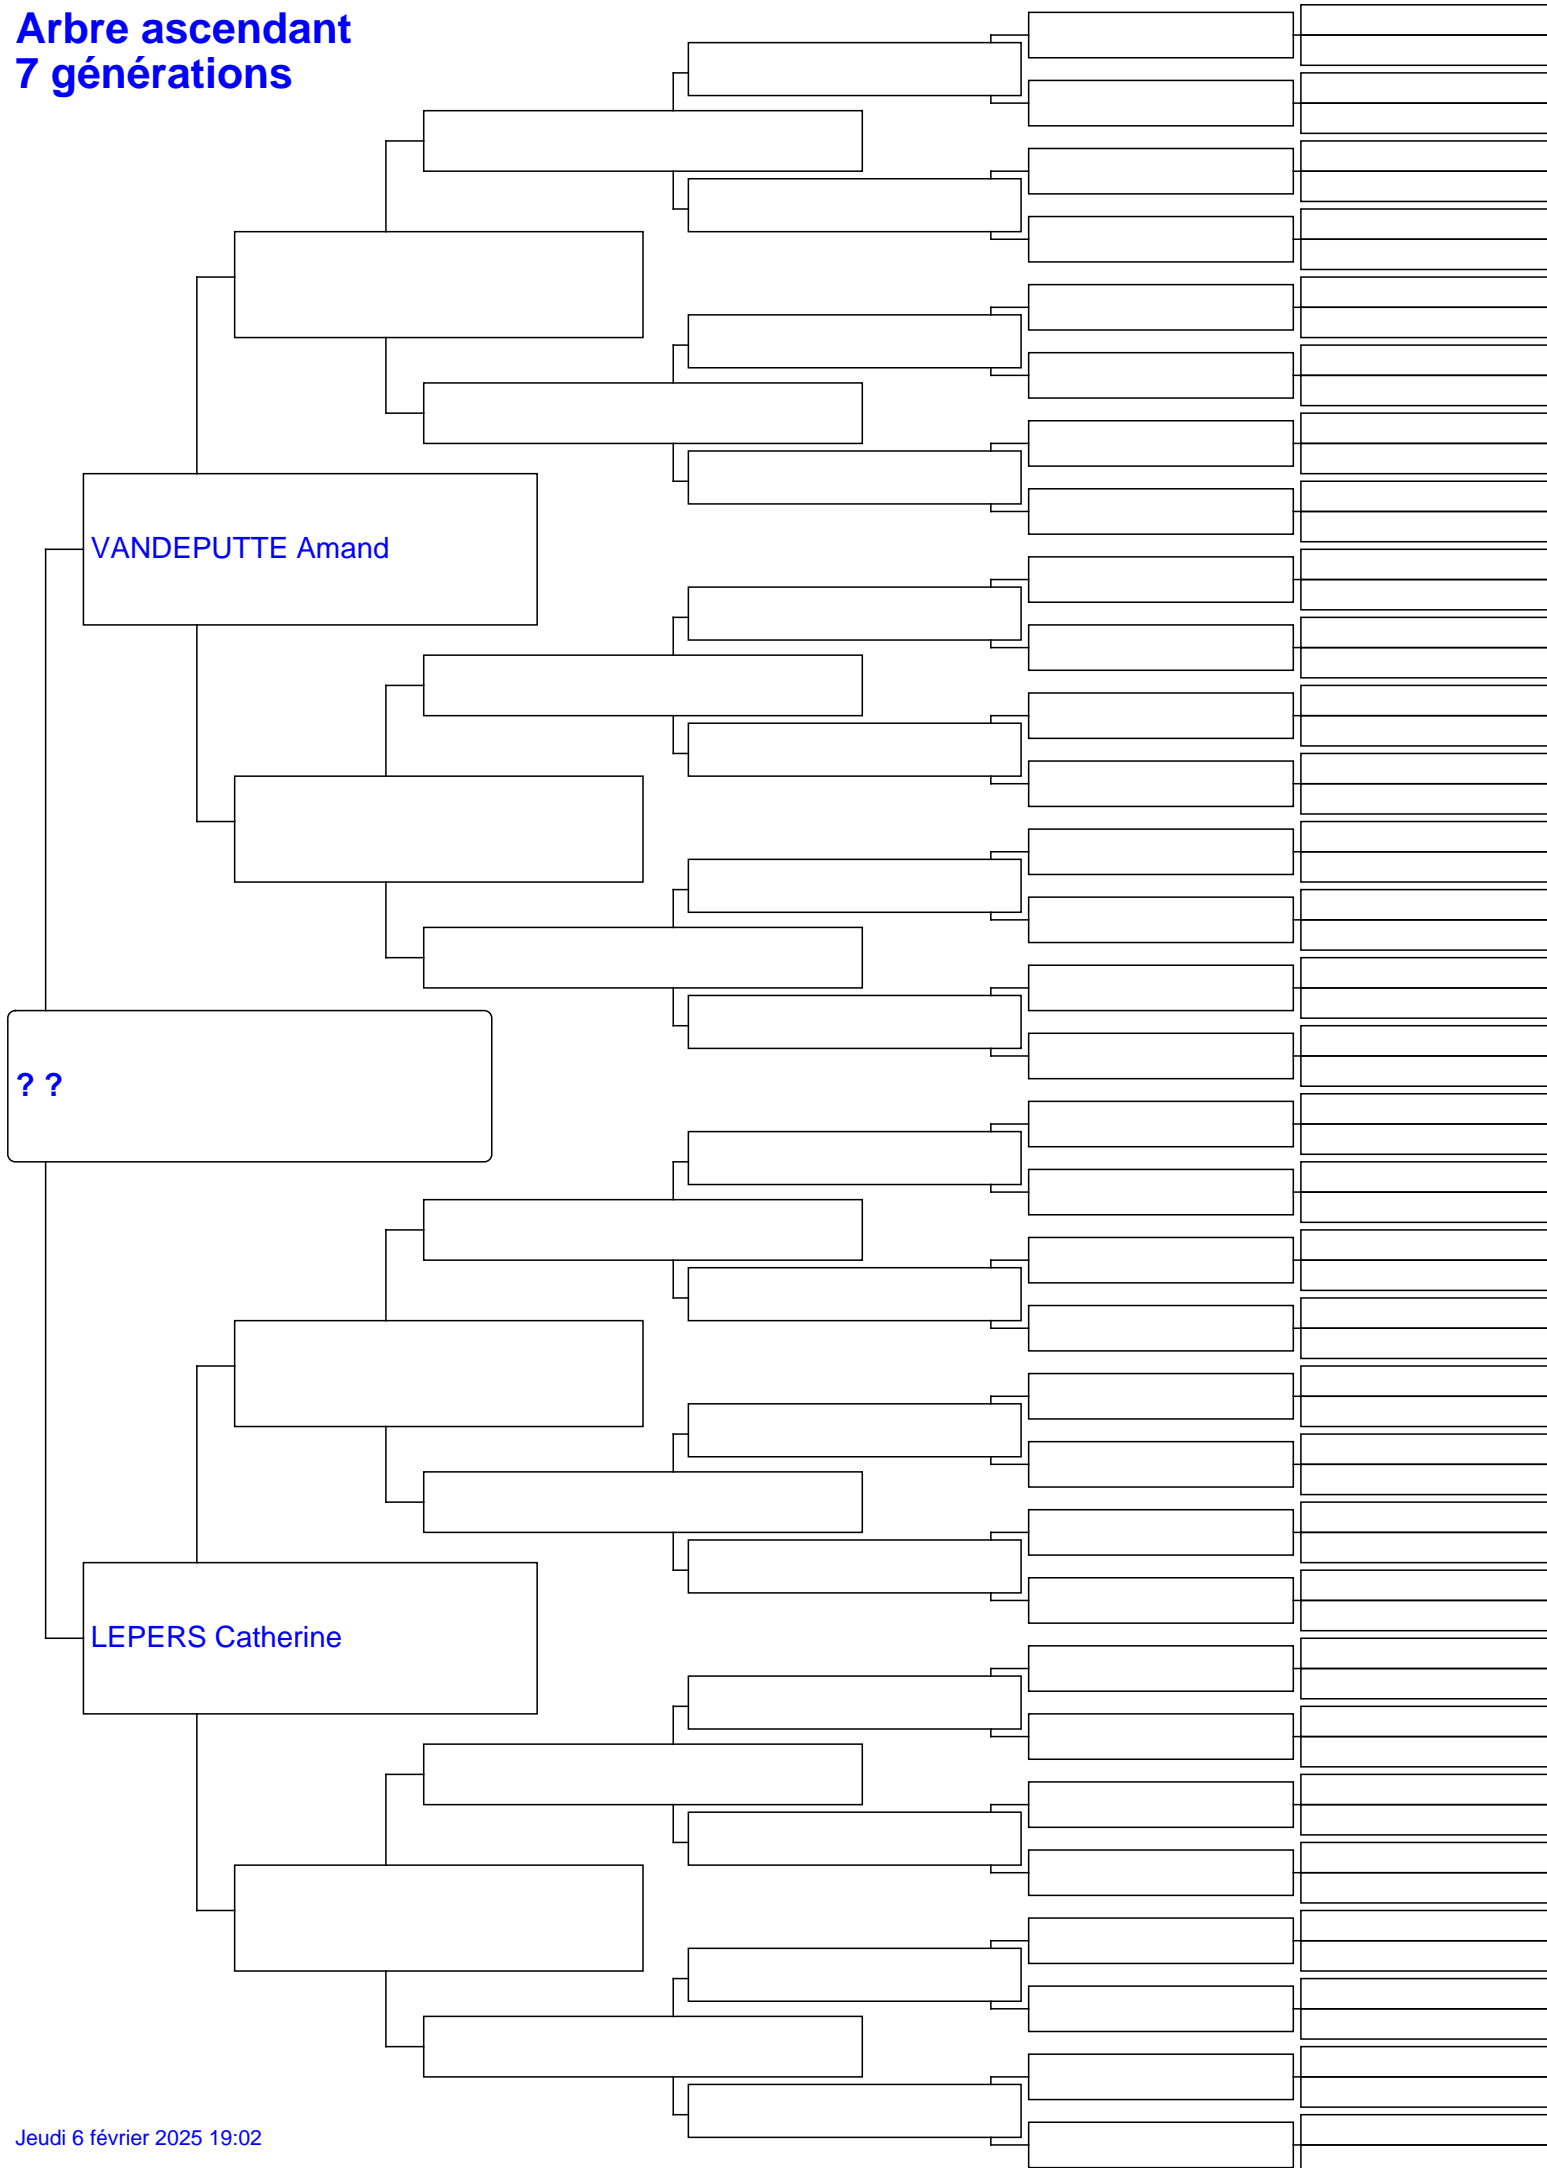 Arbre ascendant
7 générations
VANDEPUTTE Amand
? ?
LEPERS Catherine
Jeudi 6 février 2025 19:02